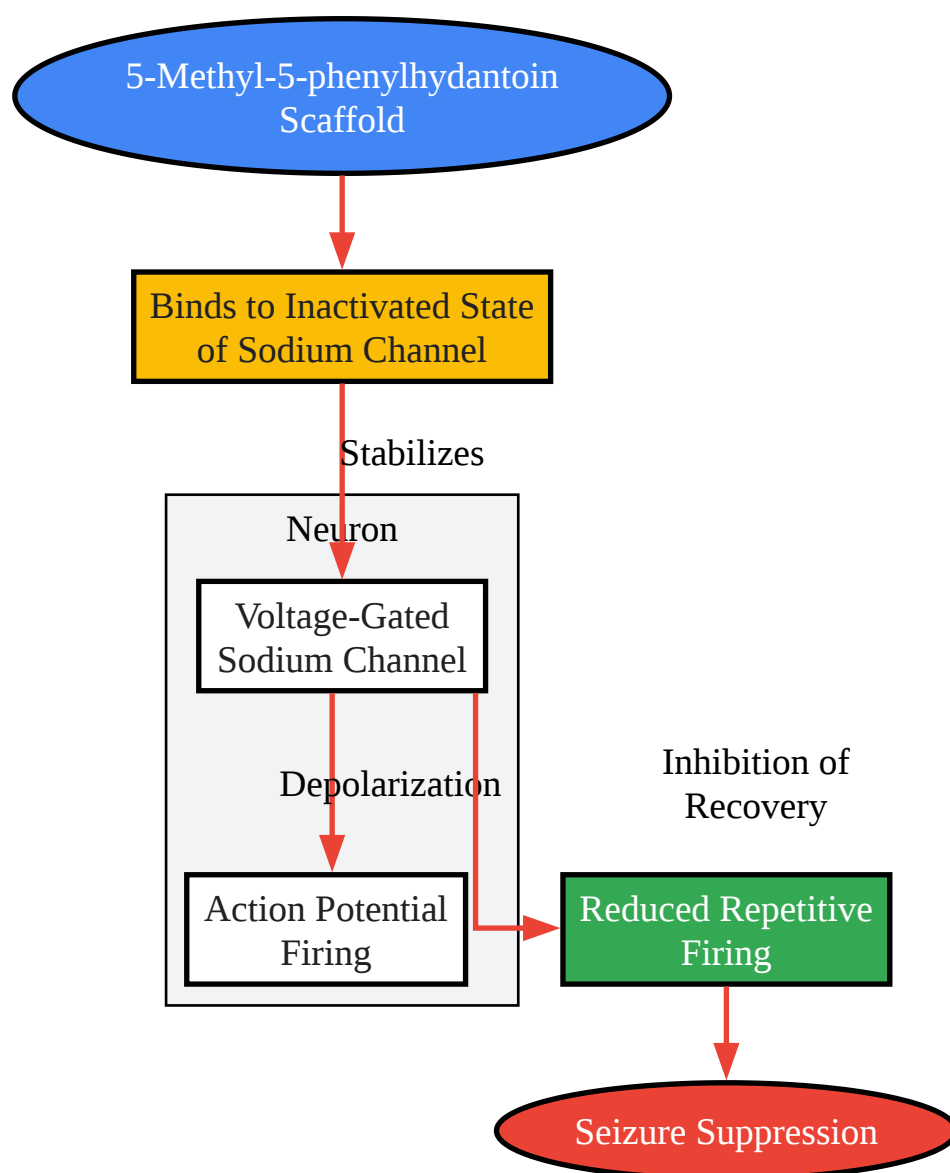 5-Methyl-5-phenylhydantoin
Scaffold
Binds to Inactivated State
of Sodium Channel
Stabilizes
Neuron
Voltage-Gated
Sodium Channel
Depolarization
Inhibition of
Recovery
Action Potential
Firing
Reduced Repetitive
Firing
Seizure Suppression